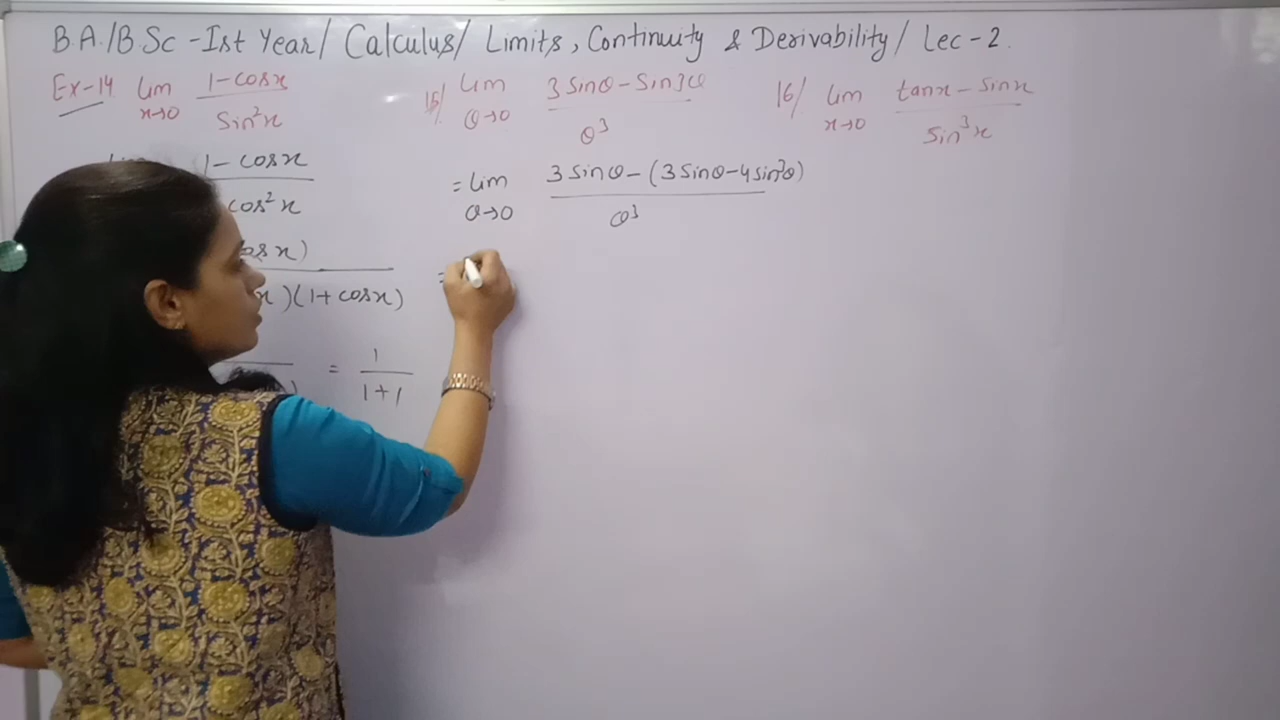 B.A./B.Sc - Ist Year/ Calculus/ Limits, Continuity & Derivability/ Lec-2.
Ex-14 lim x→0 (1-cosx)/(sin²x)
1-cosx
cos²x
cosx)
x)(1+cosx)
= 1/(1+1)
15/ lim θ→0 (3sinθ-sin3θ)/θ³
= lim θ→0 (3sinθ-(3sinθ-4sin³θ))/θ³
=
16/ lim x→0 (tanx-sinx)/(sin³x)